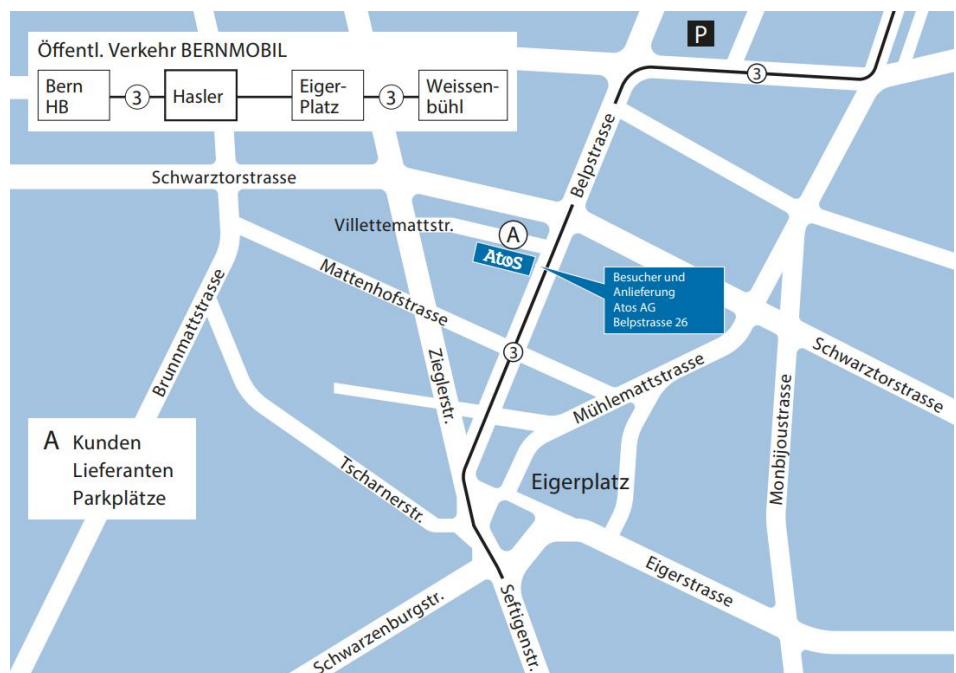 Öffentl. Verkehr BERNMOBIL
Bern
HB
3
Hasler
Eiger-
Platz
3
Weissen-
bühl
P
3
Belpstrasse
Schwarztorstrasse
Villettemattstr.
A
Atos
Besucher und
Anlieferung
Atos AG
Belpstrasse 26
Mattenhofstrasse
Brunnmattstrasse
Zieglerstr.
3
Mühlemattstrasse
Schwarztorstrasse
Monbijoustrasse
A Kunden
Lieferanten
Parkplätze
Tscharnerstr.
Eigerplatz
Eigerstrasse
Schwarzenburgstr.
Seftigenstr.